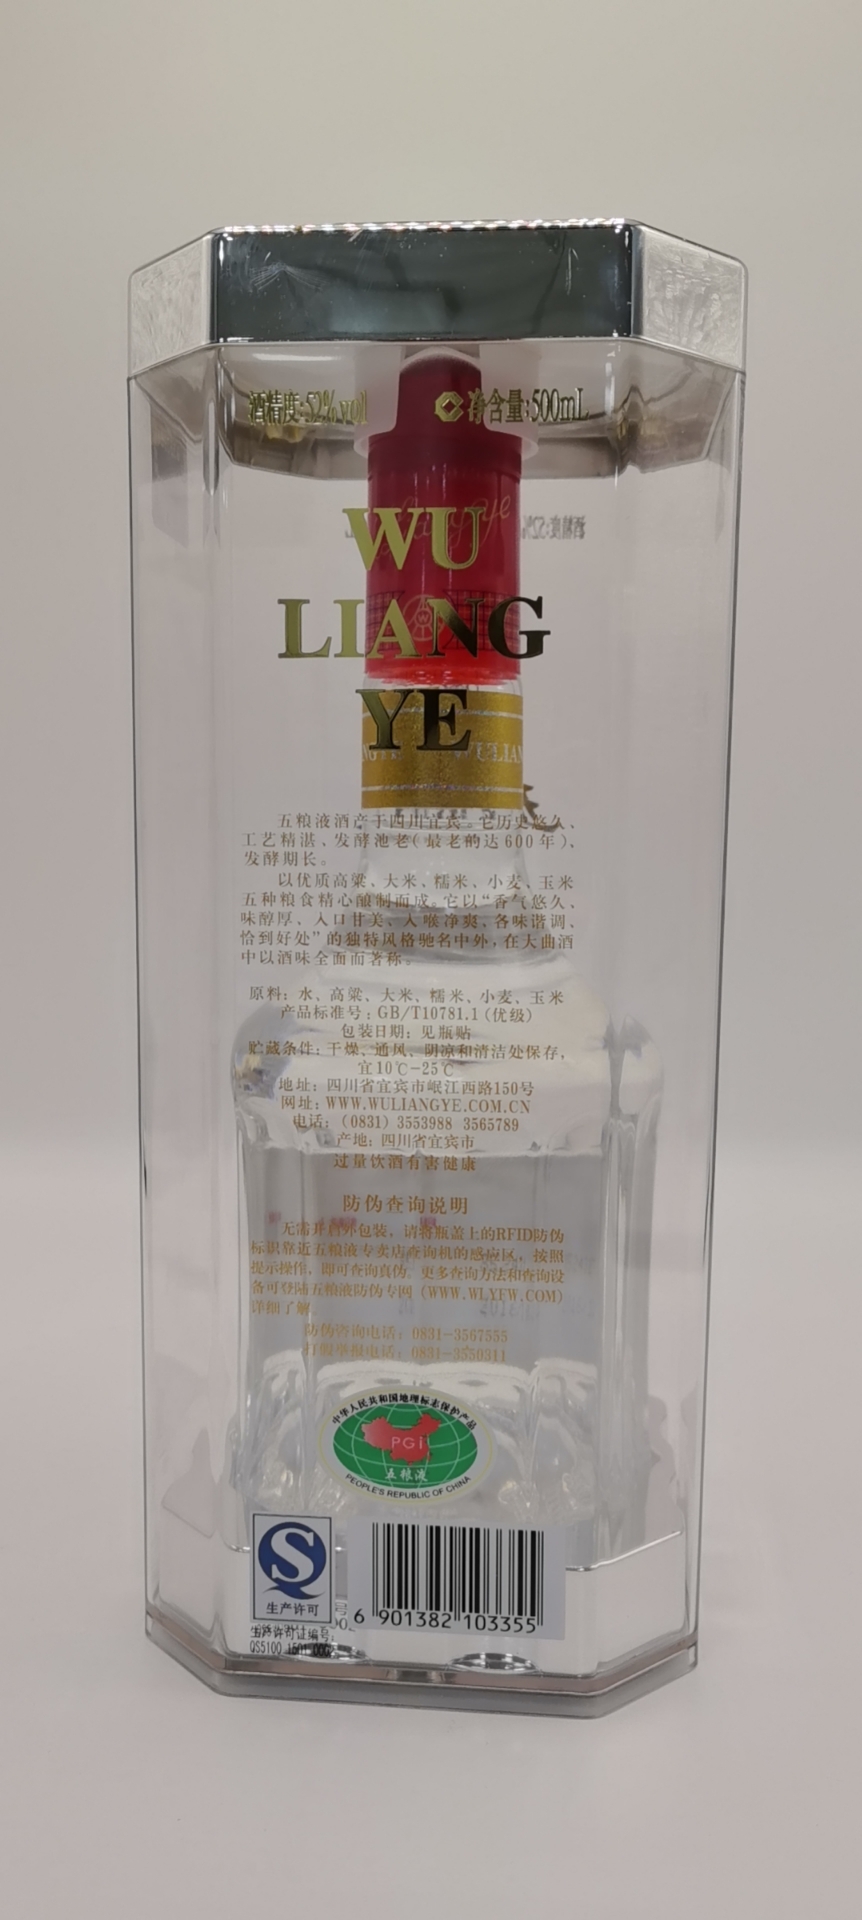 酒精度:52% vol
净含量:500mL
WU
LIANG
YE
五粮液酒产于四川宜宾。它历史悠久、
工艺精湛、发酵池老(最老的达600年)、
发酵期长。
以优质高粱、大米、糯米、小麦、玉米
五种粮食精心酿制而成。它以“香气悠久、
味醇厚、入口甘美、入喉净爽、各味谐调、
恰到好处”的独特风格驰名中外,在大曲酒
中以酒味全面而著称。
原料: 水、高粱、大米、糯米、小麦、玉米
产品标准号: GB/T10781.1(优级)
包装日期: 见瓶贴
贮藏条件: 干燥、通风、阴凉和清洁处保存,
宜10℃-25℃
地址: 四川省宜宾市岷江西路150号
网址: WWW.WULIANGYE.COM.CN
电话: (0831) 3553988 3565789
产地: 四川省宜宾市
过量饮酒有害健康
防伪查询说明
无需开启外包装, 请将瓶盖上的RFID防伪
标识靠近五粮液专卖店查询机的感应区, 按照
提示操作, 即可查询真伪。更多查询方法和查询设
备可登陆五粮液防伪专网 (WWW.WLYFW.COM)
详细了解。
防伪咨询电话: 0831-3567555
打假举报电话: 0831-3550311
中华人民共和国地理标志保护产品
PGI
五粮液
PEOPLE'S REPUBLIC OF CHINA
生产许可
6 901382 103355
生产许可证编号:
QS5100 1501